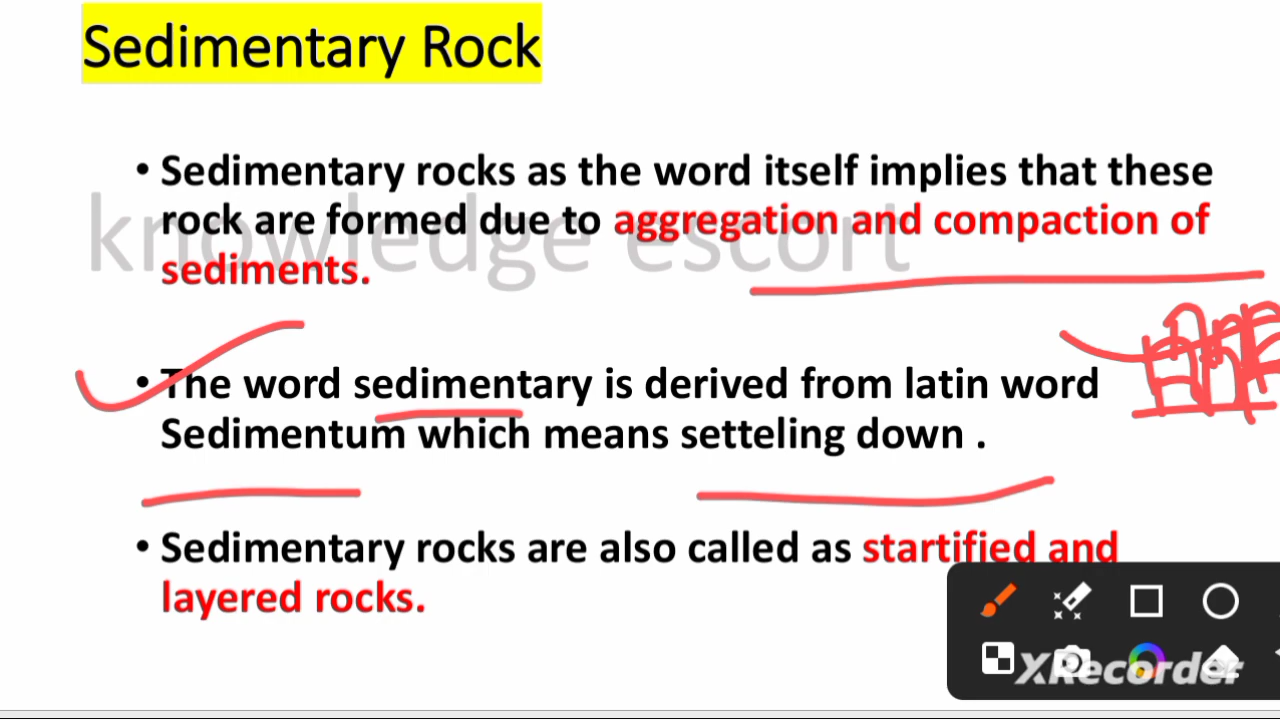 Sedimentary Rock
• Sedimentary rocks as the word itself implies that these
rock are formed due to aggregation and compaction of
sediments.
knowledge escort
• The word sedimentary is derived from latin word
Sedimentum which means setteling down .
• Sedimentary rocks are also called as startified and
layered rocks.
XRecorder